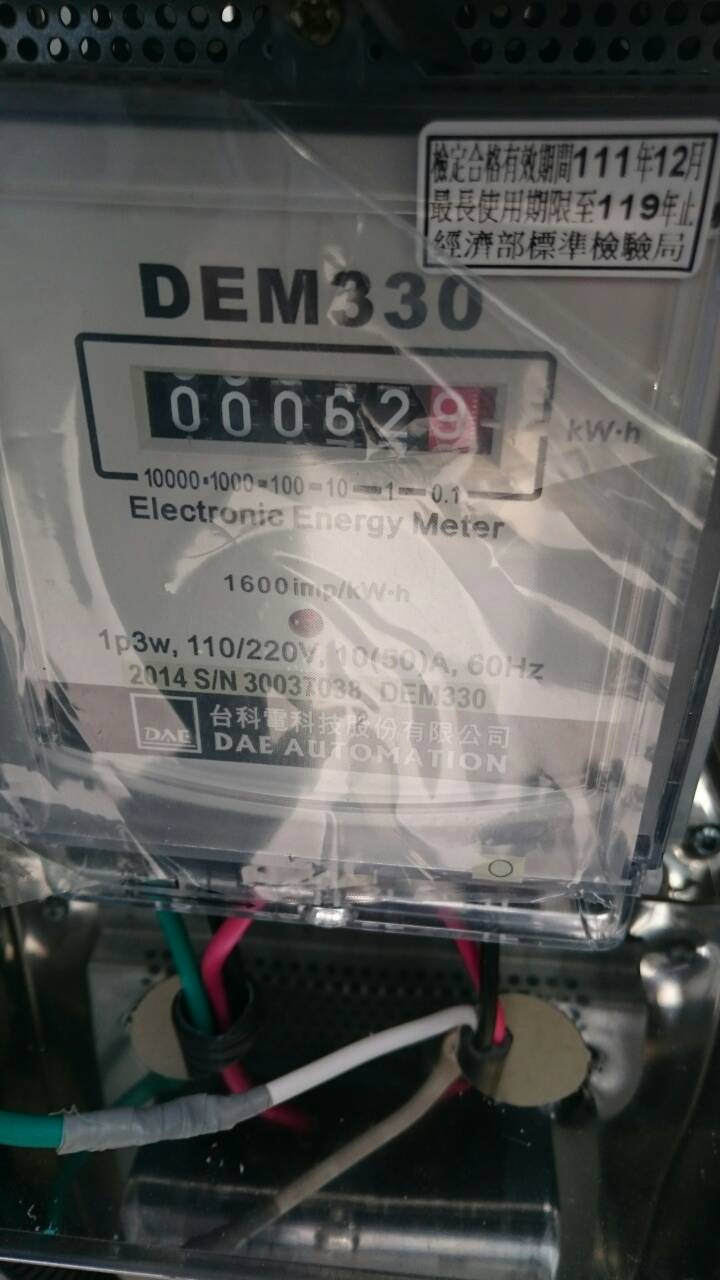 檢定合格有效期間111年12月
最長使用期限至119年止
經濟部標準檢驗局
DEM330
000629
kW·h
10000 1000 100 10 1 0.1
Electronic Energy Meter
1600imp/kW·h
1p3w, 110/220V, 10(50)A, 60Hz
2014 S/N 30037038 DEM330
DAE 台科電科技股份有限公司
DAE AUTOMATION